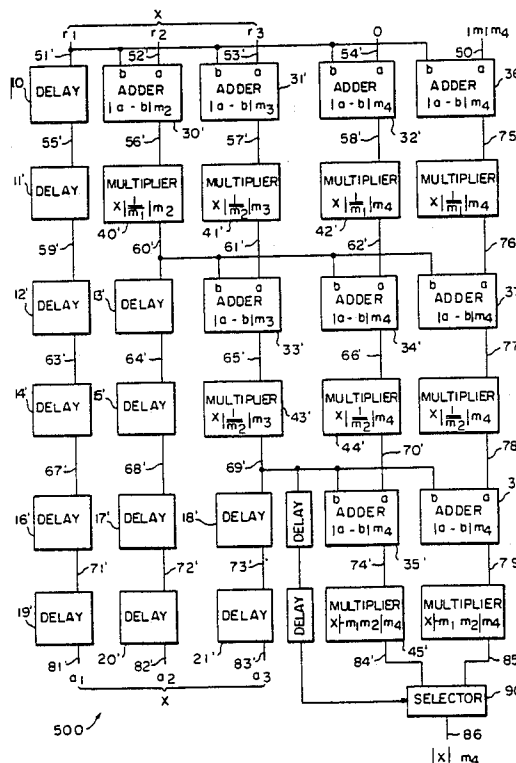 X
r1 r2 r3 0 |m|m4
51' 52' 53' 54' 50
10 DELAY b a ADDER |a - b|m2 30' b a ADDER |a - b|m3 31' b a ADDER |a - b|m4 32' b a ADDER |a - b|m4 36
55' 56' 57' 58' 75
11' DELAY MULTIPLIER X|1/m1|m2 40' MULTIPLIER X|1/m1|m3 41' MULTIPLIER X|1/m1|m4 42' MULTIPLIER X|1/m1|m4
59' 60' 61' 62' 76
12' DELAY 13' DELAY b a ADDER |a - b|m3 33' b a ADDER |a - b|m4 34' b a ADDER |a - b|m4 37
63' 64' 65' 66' 77
14' DELAY 15' DELAY MULTIPLIER X|1/m2|m3 43' MULTIPLIER X|1/m2|m4 44' MULTIPLIER X|1/m2|m4
67' 68' 69' 70' 78
16' DELAY 17' DELAY 18' DELAY DELAY b a ADDER |a - b|m4 35' b a ADDER |a - b|m4 3
71' 72' 73' 74' 79
19' DELAY DELAY 20' DELAY 21' DELAY MULTIPLIER X|-m1 m2|m4 45' MULTIPLIER X|-m1 m2|m4
81' 82' 83' 84' 85
a1 a2 a3
X
SELECTOR 90
500
86
|X| m4